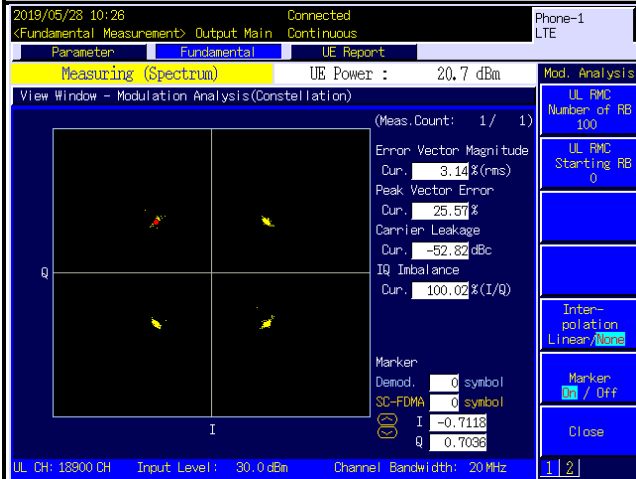 2019/05/28 10:26 Connected Phone-1
<Fundamental Measurement> Output Main Continuous LTE
Parameter Fundamental UE Report
Measuring (Spectrum) UE Power : 20.7 dBm Mod. Analysis
View Window - Modulation Analysis(Constellation)
UL RMC
Number of RB
100
(Meas.Count: 1/ 1)
Error Vector Magnitude
Cur. 3.14 %(rms)
Peak Vector Error
Cur. 25.57 %
Carrier Leakage
Cur. -52.82 dBc
IQ Imbalance
Cur. 100.02 %(I/Q)
UL RMC
Starting RB
0
Q
I
Marker
Demod. 0 symbol
SC-FDMA 0 symbol
I -0.7118
Q 0.7036
Inter-
polation
Linear/None
Marker
On / Off
Close
UL CH: 18900 CH Input Level: 30.0 dBm Channel Bandwidth: 20 MHz 1 2